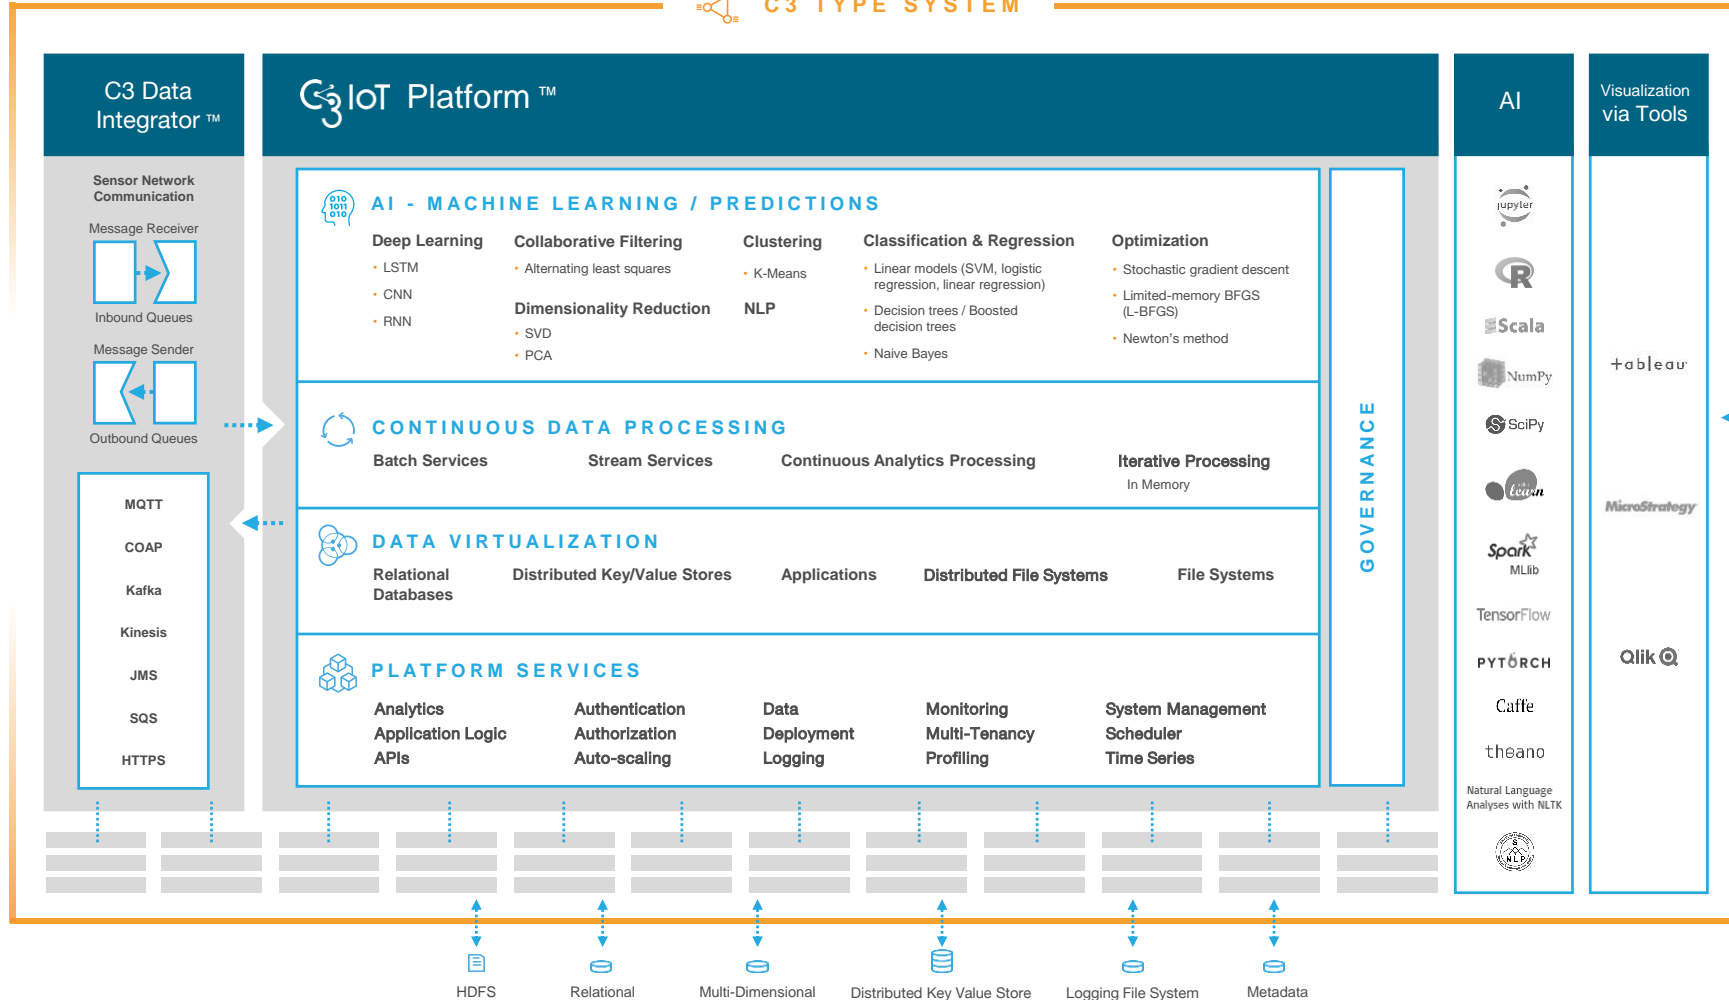 C3 TYPE SYSTEM
C3 Data
Integrator ™
Sensor Network
Communication
Message Receiver
Inbound Queues
Message Sender
Outbound Queues
MQTT
COAP
Kafka
Kinesis
JMS
SQS
HTTPS
C3 IoT Platform ™
010
1011
010
AI - MACHINE LEARNING / PREDICTIONS
Deep Learning
• LSTM
• CNN
• RNN
Collaborative Filtering
• Alternating least squares
Dimensionality Reduction
• SVD
• PCA
Clustering
• K-Means
NLP
Classification & Regression
• Linear models (SVM, logistic
regression, linear regression)
• Decision trees / Boosted
decision trees
• Naive Bayes
Optimization
• Stochastic gradient descent
• Limited-memory BFGS
(L-BFGS)
• Newton's method
CONTINUOUS DATA PROCESSING
Batch Services
Stream Services
Continuous Analytics Processing
Iterative Processing
In Memory
DATA VIRTUALIZATION
Relational
Databases
Distributed Key/Value Stores
Applications
Distributed File Systems
File Systems
PLATFORM SERVICES
Analytics
Application Logic
APIs
Authentication
Authorization
Auto-scaling
Data
Deployment
Logging
Monitoring
Multi-Tenancy
Profiling
System Management
Scheduler
Time Series
GOVERNANCE
AI
jupyter
R
Scala
NumPy
SciPy
learn
Spark
MLlib
TensorFlow
PYTORCH
Caffe
theano
Natural Language
Analyses with NLTK
S
NLP
Visualization
via Tools
+ableau
MicroStrategy
Qlik
HDFS
Relational
Multi-Dimensional
Distributed Key Value Store
Logging File System
Metadata